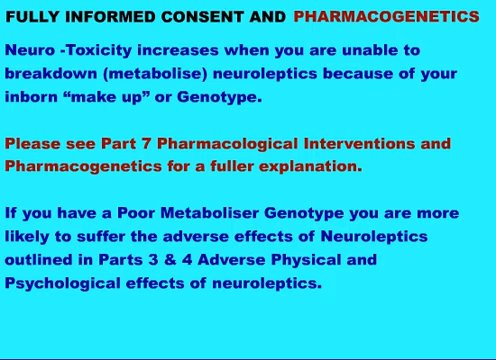 FULLY INFORMED CONSENT AND PHARMACOGENETICS
Neuro -Toxicity increases when you are unable to
breakdown (metabolise) neuroleptics because of your
inborn “make up” or Genotype.
Please see Part 7 Pharmacological Interventions and
Pharmacogenetics for a fuller explanation.
If you have a Poor Metaboliser Genotype you are more
likely to suffer the adverse effects of Neuroleptics
outlined in Parts 3 & 4 Adverse Physical and
Psychological effects of neuroleptics.